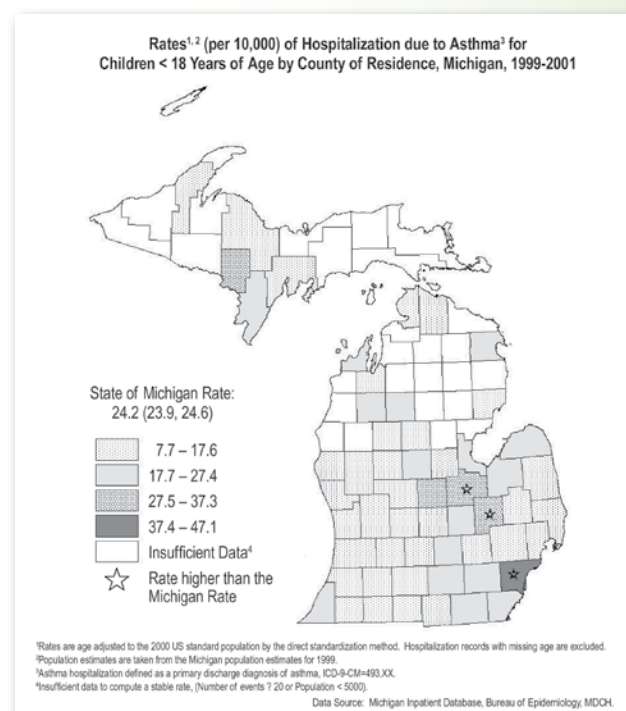 Rates1, 2 (per 10,000) of Hospitalization due to Asthma3 for
Children < 18 Years of Age by County of Residence, Michigan, 1999-2001
State of Michigan Rate:
24.2 (23.9, 24.6)
7.7 – 17.6
17.7 – 27.4
27.5 – 37.3
37.4 – 47.1
Insufficient Data4
Rate higher than the
Michigan Rate
1Rates are age adjusted to the 2000 US standard population by the direct standardization method. Hospitalization records with missing age are excluded.
2Population estimates are taken from the Michigan population estimates for 1999.
3Asthma hospitalization defined as a primary discharge diagnosis of asthma, ICD-9-CM=493.XX.
4Insufficient data to compute a stable rate, (Number of events ? 20 or Population < 5000).
Data Source: Michigan Inpatient Database, Bureau of Epidemiology, MDCH.